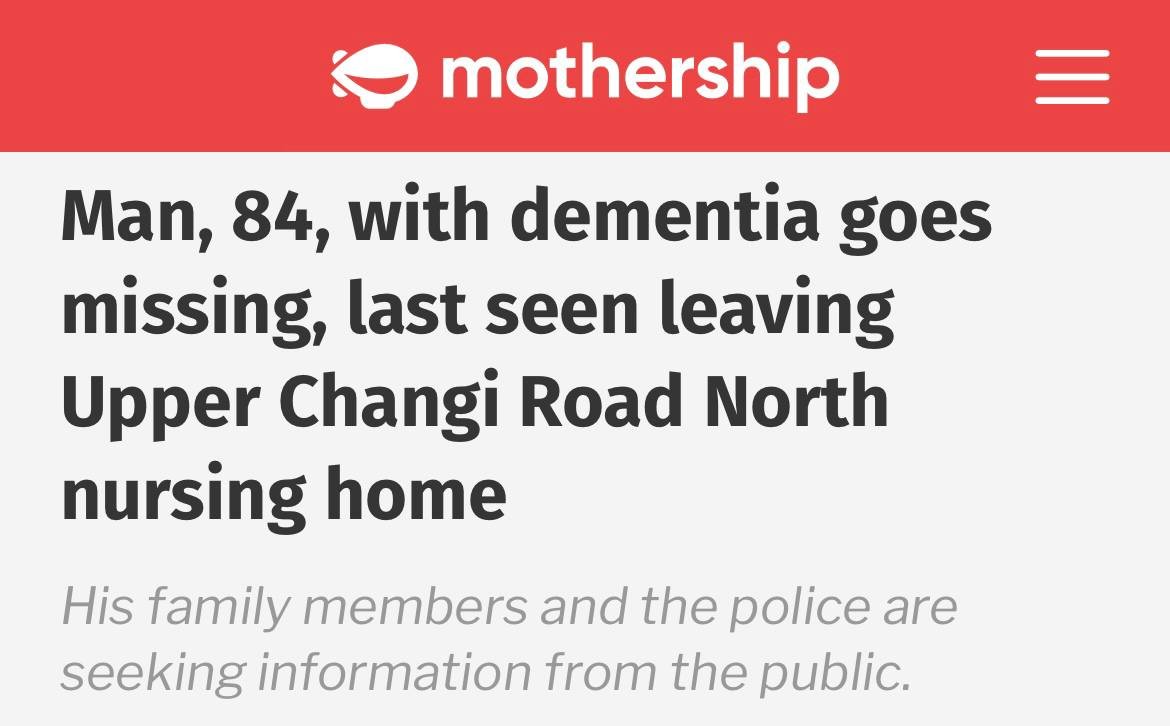 mothership
Man, 84, with dementia goes
missing, last seen leaving
Upper Changi Road North
nursing home
His family members and the police are
seeking information from the public.